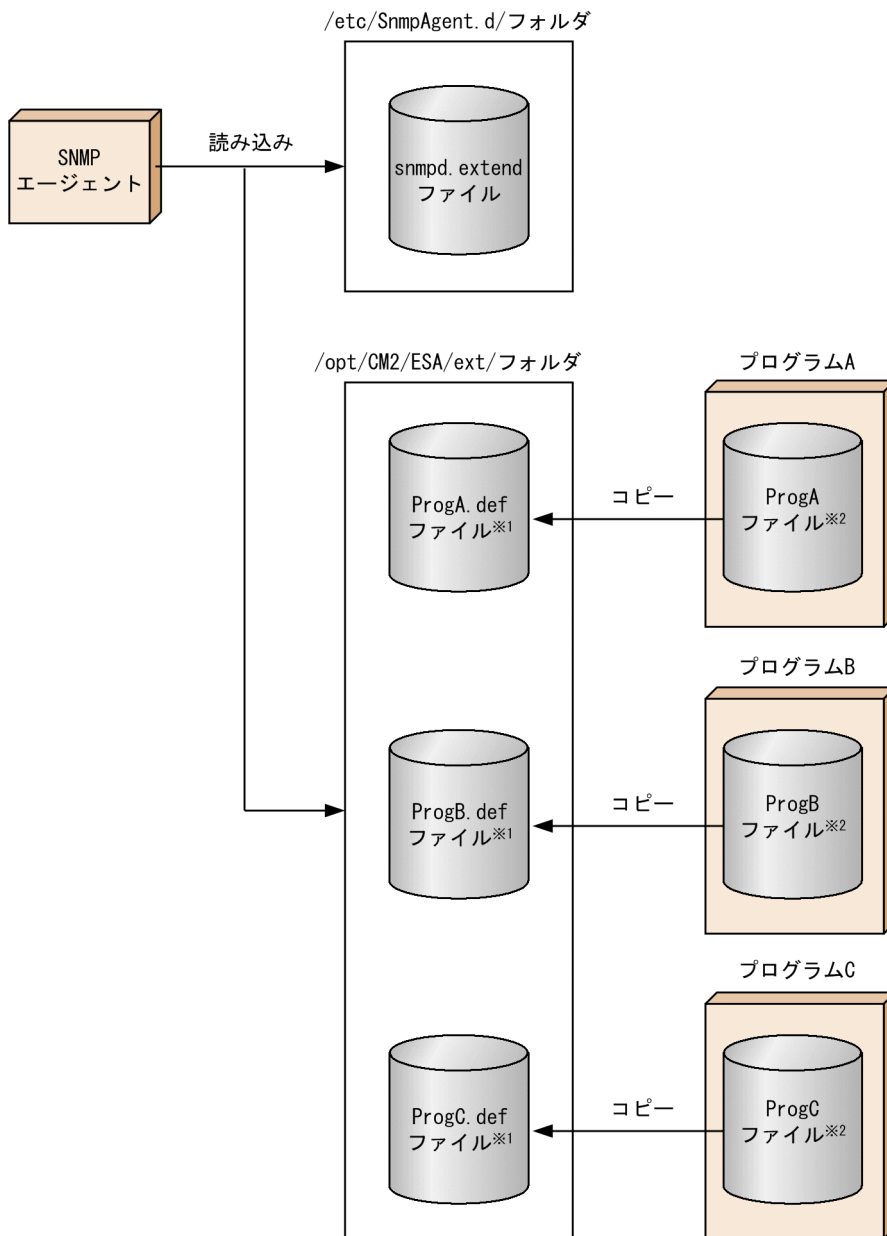 /etc/SnmpAgent.d/フォルダ
SNMP
エージェント
読み込み
snmpd.extend
ファイル
/opt/CM2/ESA/ext/フォルダ
プログラムA
ProgA.def
ファイル※1
コピー
ProgA
ファイル※2
プログラムB
ProgB.def
ファイル※1
コピー
ProgB
ファイル※2
プログラムC
ProgC.def
ファイル※1
コピー
ProgC
ファイル※2